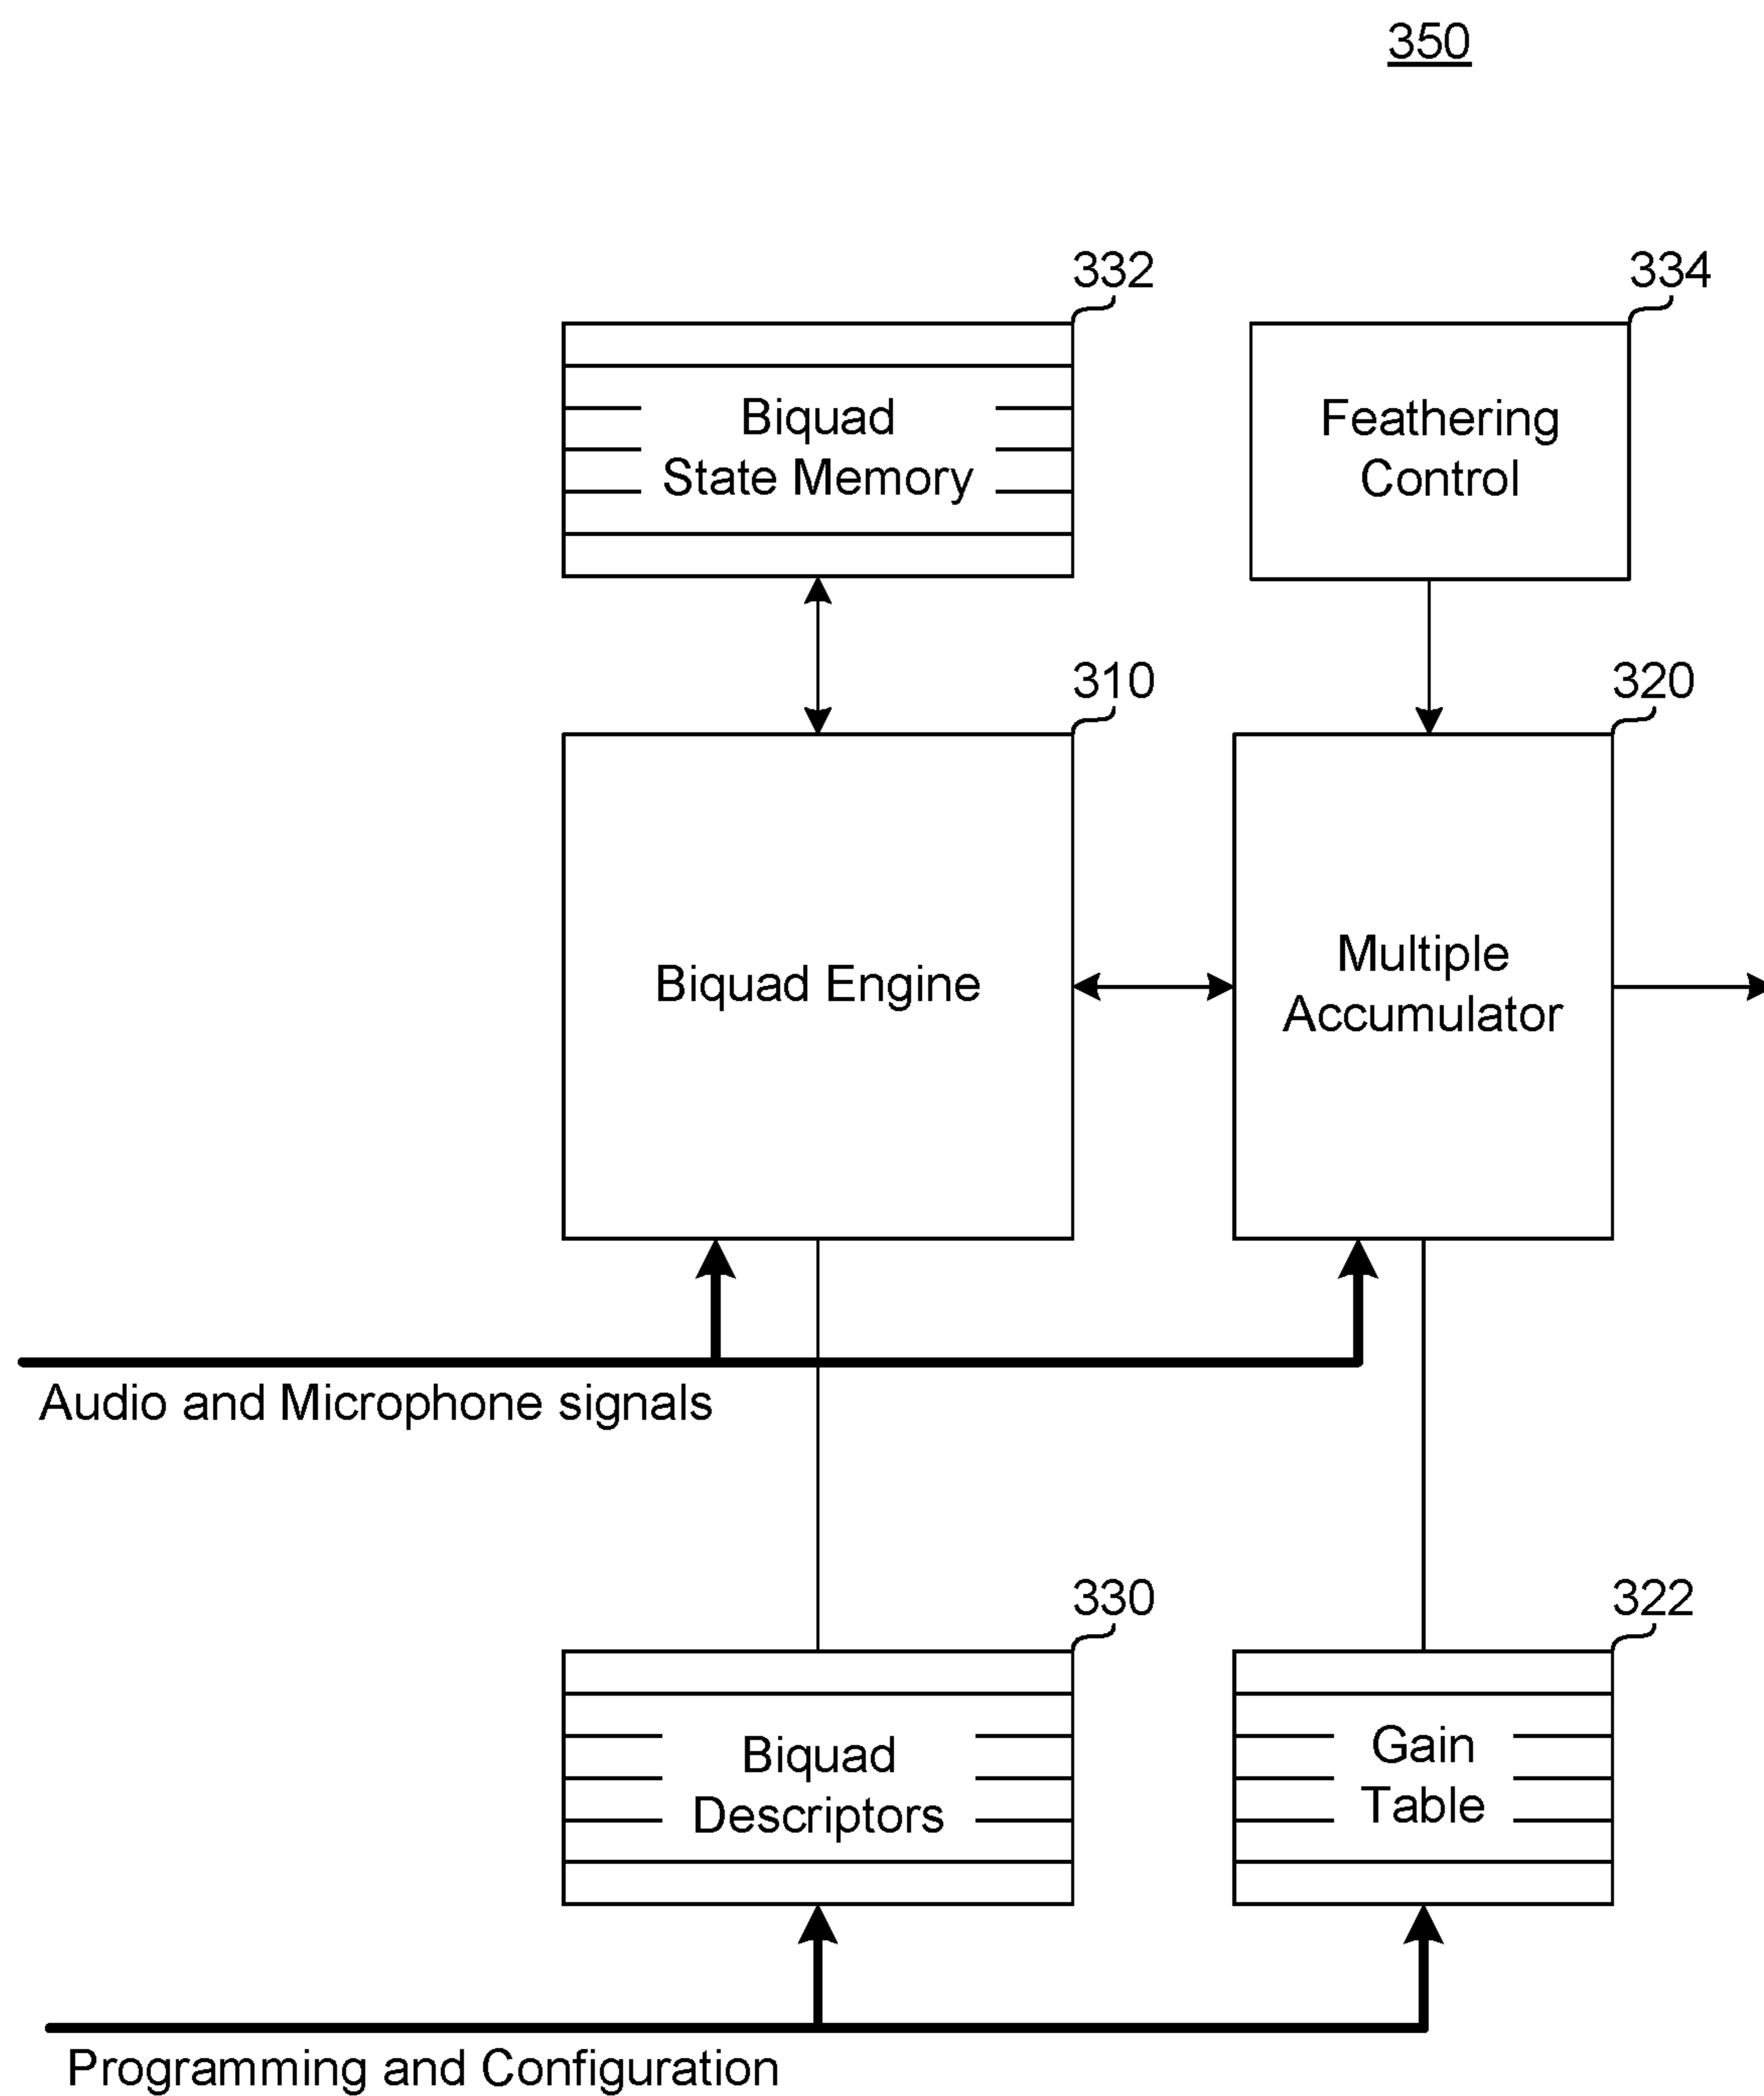 350
332
334
Biquad
State Memory
Feathering
Control
310
320
Biquad Engine
Multiple
Accumulator
Audio and Microphone signals
330
322
Biquad
Descriptors
Gain
Table
Programming and Configuration